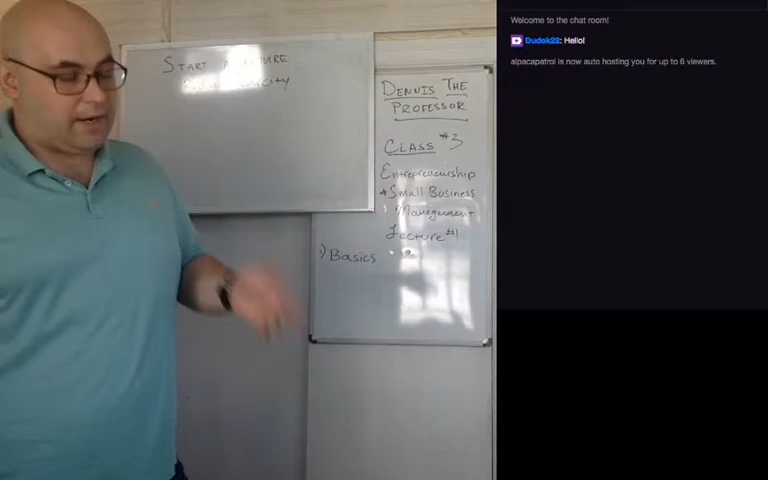 START A VENTURE
DENNIS THE
PROFESSOR
CLASS #3
Entrepreneurship
+Small Business
Management
Lecture #1
1) Basics
Welcome to the chat room!
Dudok22: Hello!
alpacapatrol is now auto hosting you for up to 6 viewers.